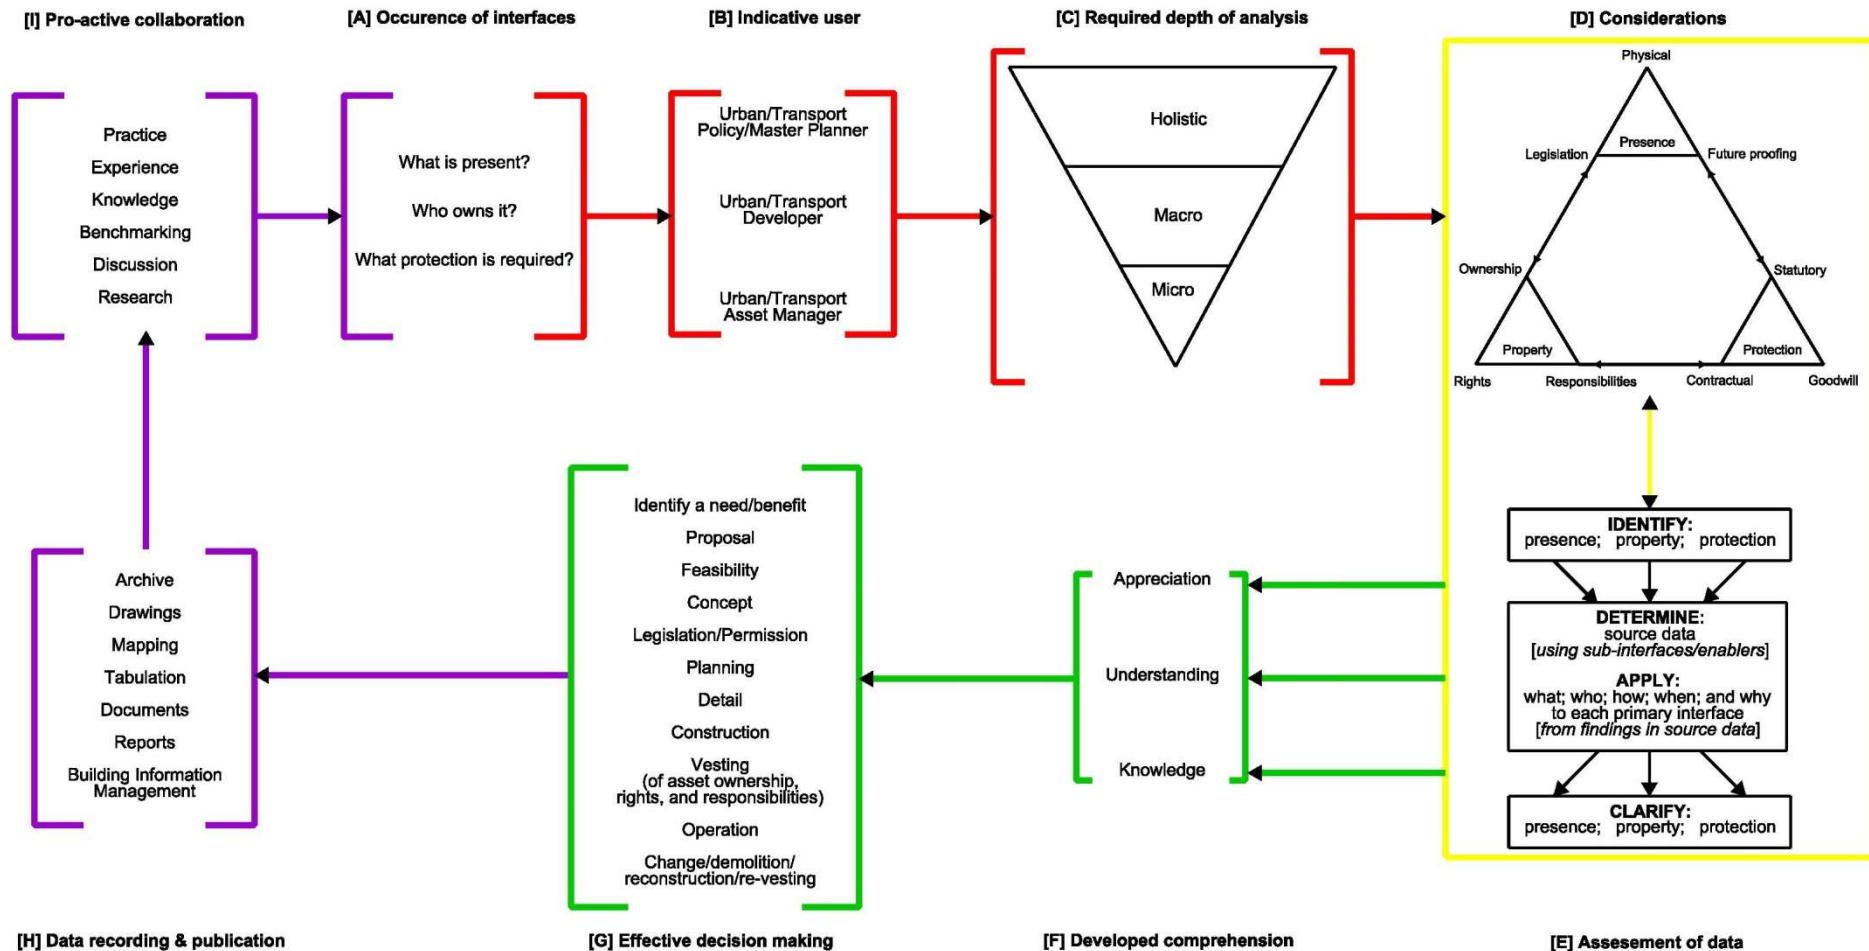 [I] Pro-active collaboration
[A] Occurence of interfaces
[B] Indicative user
[C] Required depth of analysis
[D] Considerations
Practice
Experience
Knowledge
Benchmarking
Discussion
Research
What is present?
Who owns it?
What protection is required?
Urban/Transport
Policy/Master Planner
Urban/Transport
Developer
Urban/Transport
Asset Manager
Holistic
Macro
Micro
Physical
Presence
Legislation
Future proofing
Ownership
Statutory
Property
Protection
Rights
Responsibilities
Contractual
Goodwill
IDENTIFY:
presence; property; protection
DETERMINE:
source data
[using sub-interfaces/enablers]
APPLY:
what; who; how; when; and why
to each primary interface
[from findings in source data]
CLARIFY:
presence; property; protection
Appreciation
Understanding
Knowledge
Identify a need/benefit
Proposal
Feasibility
Concept
Legislation/Permission
Planning
Detail
Construction
Vesting
(of asset ownership,
rights, and responsibilities)
Operation
Change/demolition/
reconstruction/re-vesting
Archive
Drawings
Mapping
Tabulation
Documents
Reports
Building Information
Management
[H] Data recording & publication
[G] Effective decision making
[F] Developed comprehension
[E] Assesement of data